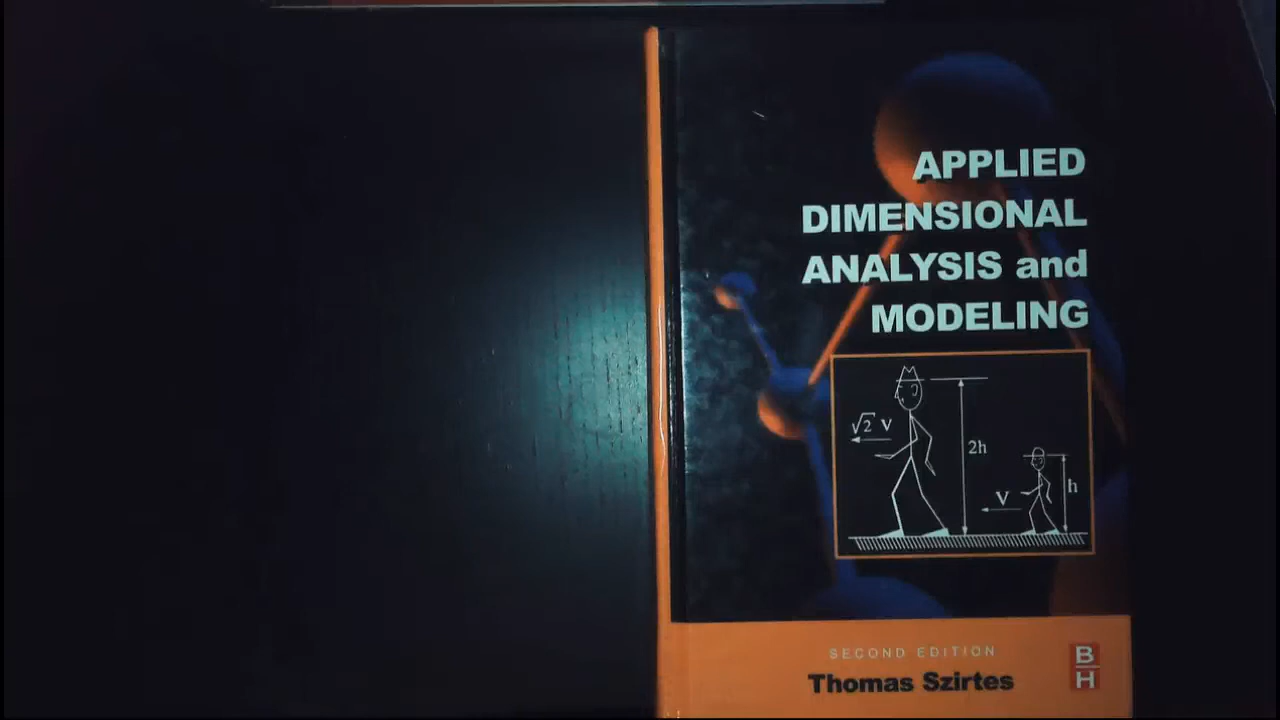 APPLIED
DIMENSIONAL
ANALYSIS and
MODELING
√2 v
2h
v
h
SECOND EDITION
Thomas Szirtes
B
H